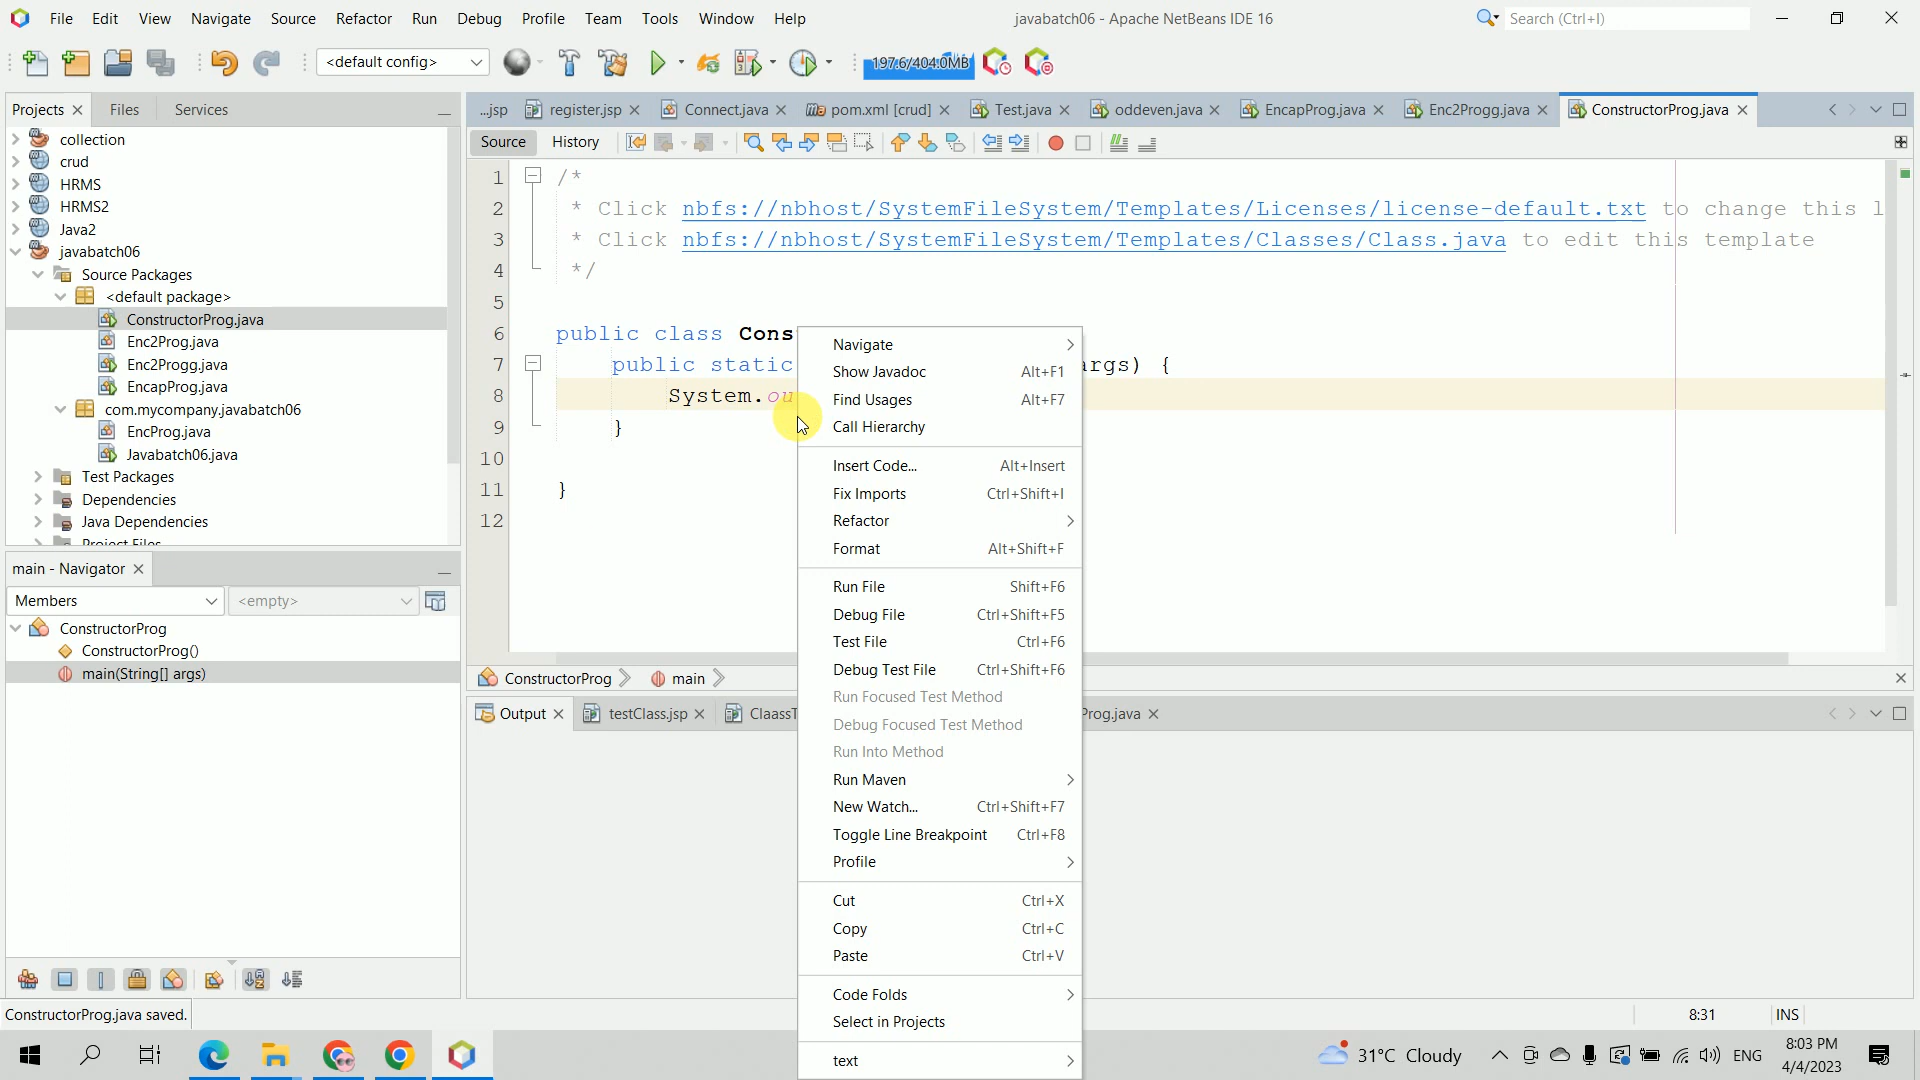 File Edit View Navigate Source Refactor Run Debug Profile Team Tools Window Help
javabatch06 - Apache NetBeans IDE 16
Search (Ctrl+I)
<default config>
197.6/404.0MB
Projects Files Services
...jsp register.jsp Connect.java pom.xml [crud] Test.java oddeven.java EncapProg.java Enc2Progg.java ConstructorProg.java
Source History
collection
crud
HRMS
HRMS2
Java2
javabatch06
Source Packages
<default package>
ConstructorProg.java
Enc2Prog.java
Enc2Progg.java
EncapProg.java
com.mycompany.javabatch06
EncProg.java
Javabatch06.java
Test Packages
Dependencies
Java Dependencies
Project Files
1 /*
2 * Click nbfs://nbhost/SystemFileSystem/Templates/Licenses/license-default.txt to change this l
3 * Click nbfs://nbhost/SystemFileSystem/Templates/Classes/Class.java to edit this template
4 */
5
6 public class Cons
7 public static args) {
8 System.ou
9 }
10
11 }
12
Navigate
Show Javadoc Alt+F1
Find Usages Alt+F7
Call Hierarchy
Insert Code... Alt+Insert
Fix Imports Ctrl+Shift+I
Refactor
Format Alt+Shift+F
Run File Shift+F6
Debug File Ctrl+Shift+F5
Test File Ctrl+F6
Debug Test File Ctrl+Shift+F6
Run Focused Test Method
Debug Focused Test Method
Run Into Method
Run Maven
New Watch... Ctrl+Shift+F7
Toggle Line Breakpoint Ctrl+F8
Profile
Cut Ctrl+X
Copy Ctrl+C
Paste Ctrl+V
Code Folds
Select in Projects
text
main - Navigator
Members <empty>
ConstructorProg
ConstructorProg()
main(String[] args)
ConstructorProg main
Output testClass.jsp ClaassT Prog.java
ConstructorProg.java saved.
8:31 INS
31°C Cloudy
ENG
8:03 PM
4/4/2023